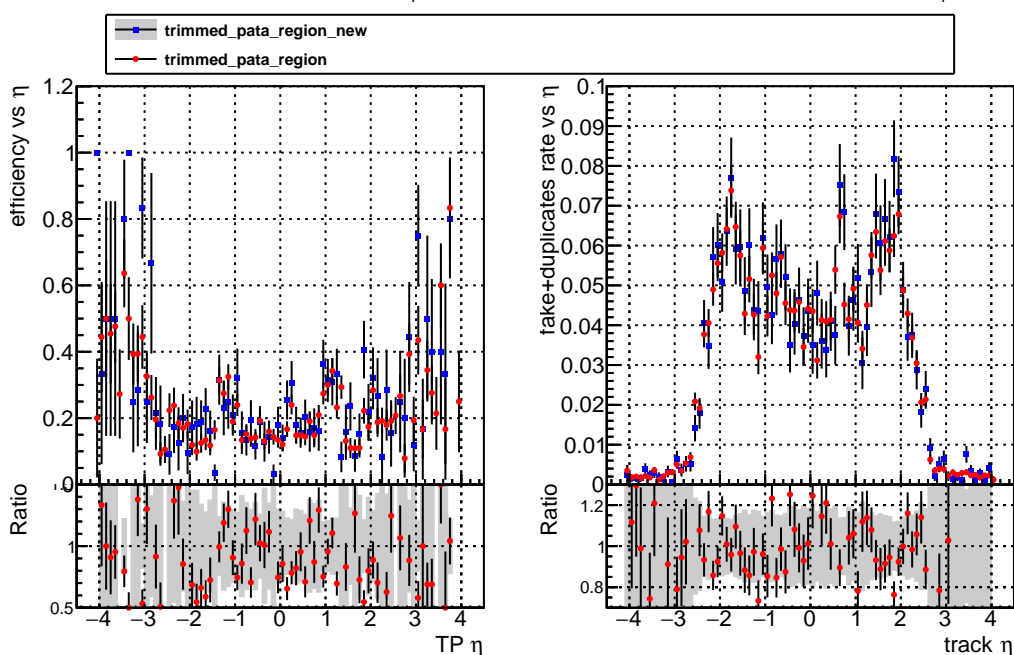 trimmed_pata_region_new
trimmed_pata_region
efficiency vs η
1.2
1
0.8
0.6
0.4
0.2
0
Ratio
1
0.5
−4 −3 −2 −1 0 1 2 3 4
TP η
fake+duplicates rate vs η
0.1
0.09
0.08
0.07
0.06
0.05
0.04
0.03
0.02
0.01
0
Ratio
1.2
1
0.8
−4 −3 −2 −1 0 1 2 3 4
track η